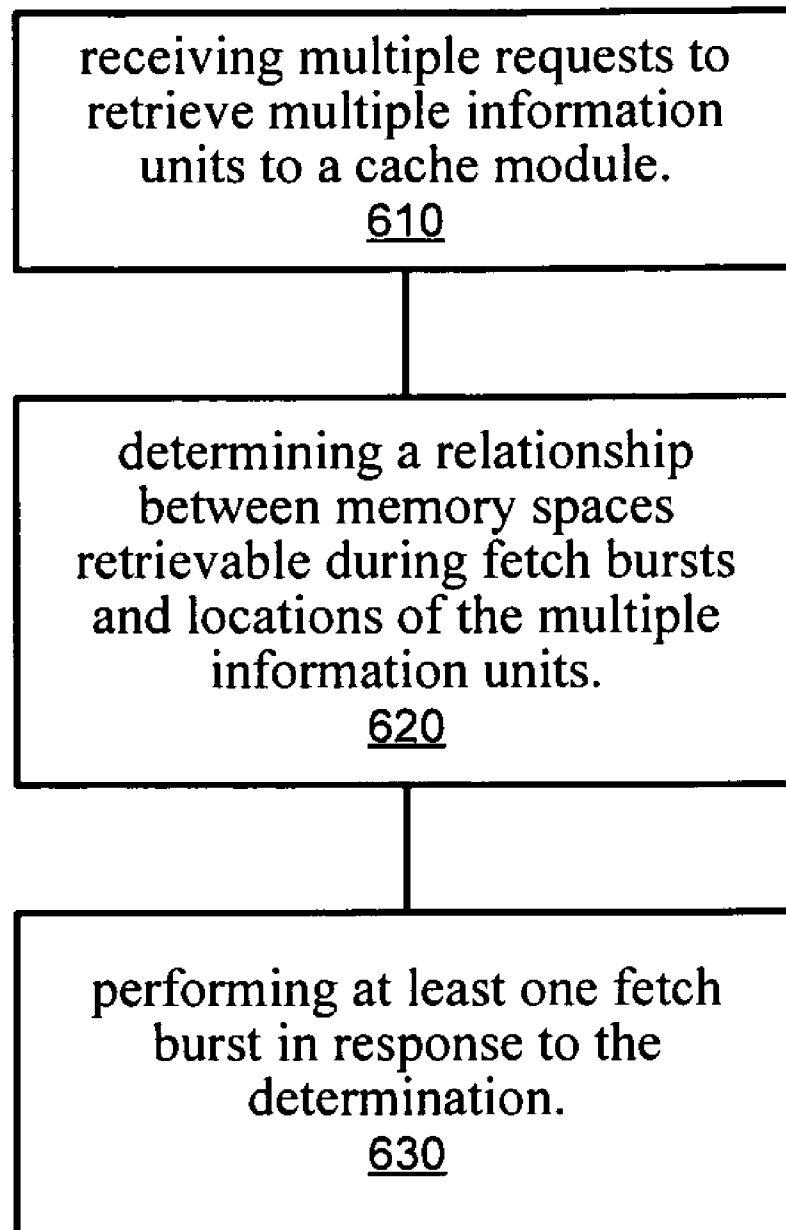 receiving multiple requests to
retrieve multiple information
units to a cache module.
610
determining a relationship
between memory spaces
retrievable during fetch bursts
and locations of the multiple
information units.
620
performing at least one fetch
burst in response to the
determination.
630